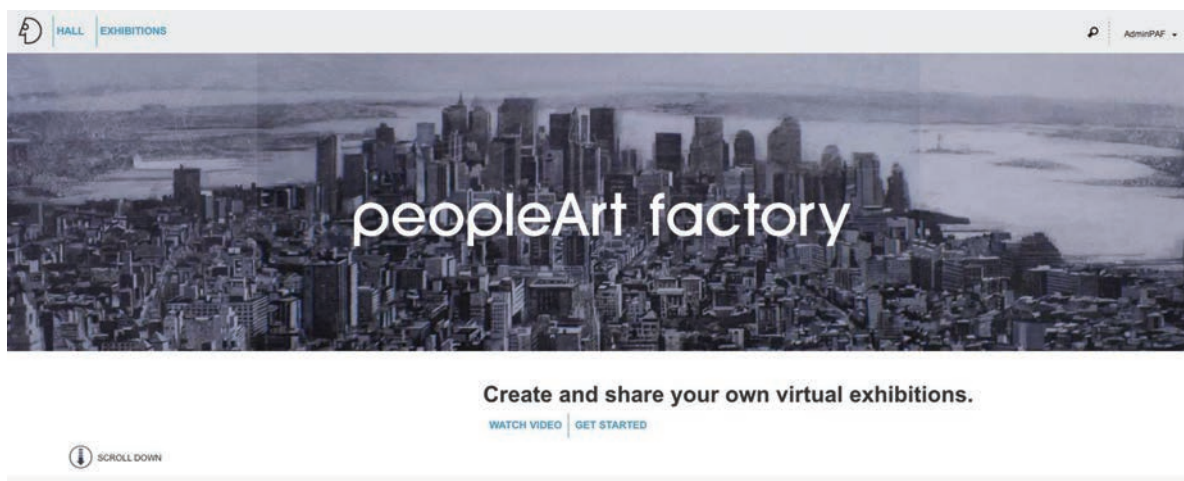 HALL EXHIBITIONS AdminPAF
peopleArt factory
Create and share your own virtual exhibitions.
WATCH VIDEO GET STARTED
SCROLL DOWN